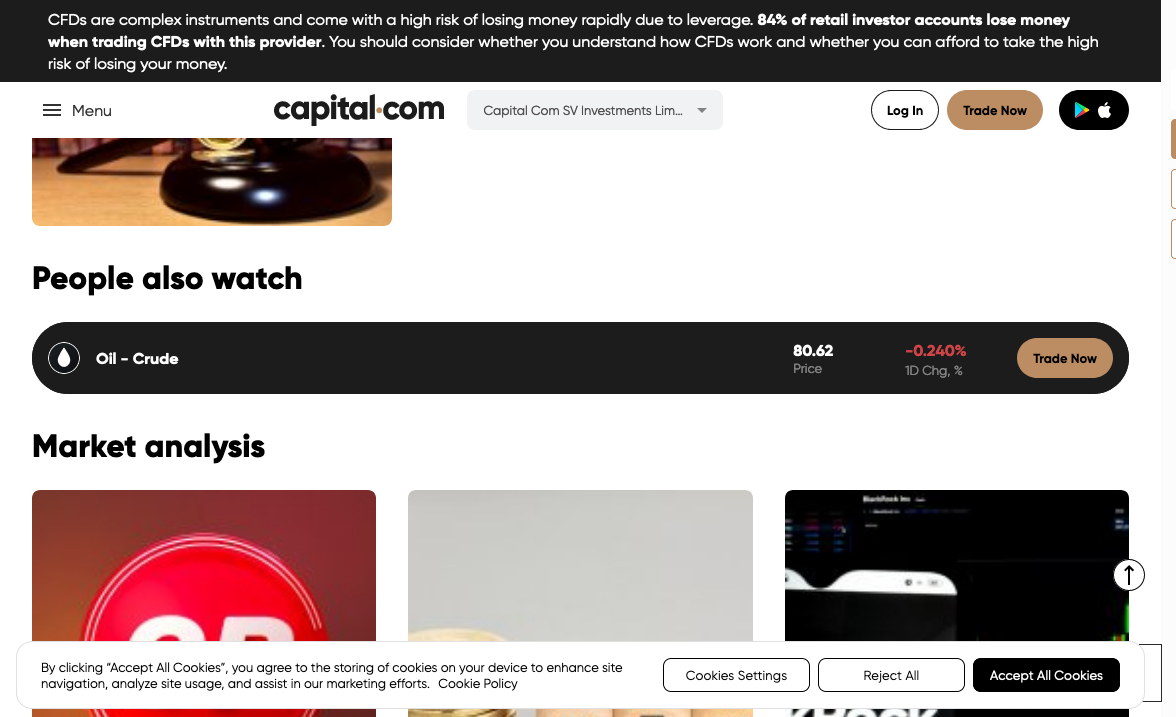 CFDs are complex instruments and come with a high risk of losing money rapidly due to leverage. 84% of retail investor accounts lose money
when trading CFDs with this provider. You should consider whether you understand how CFDs work and whether you can afford to take the high
risk of losing your money.
Menu
capital.com
Capital Com SV Investments Lim...
Log In
Trade Now
People also watch
Oil - Crude
80.62
Price
-0.240%
1D Chg, %
Trade Now
Market analysis
BlackRock Inc
By clicking “Accept All Cookies”, you agree to the storing of cookies on your device to enhance site
navigation, analyze site usage, and assist in our marketing efforts. Cookie Policy
Cookies Settings
Reject All
Accept All Cookies